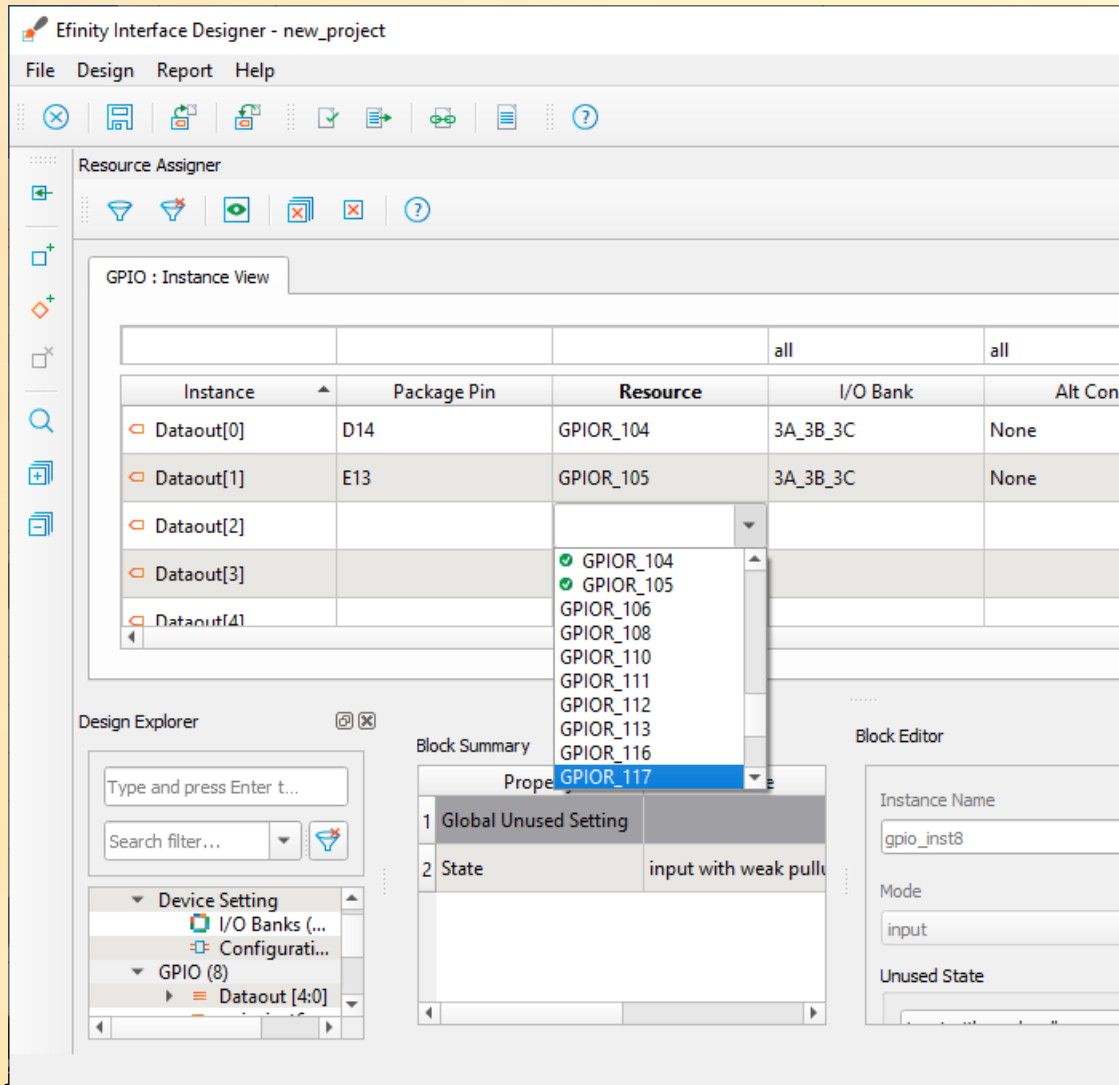 Efinity Interface Designer - new_project
File Design Report Help
Resource Assigner
GPIO : Instance View
all all
Instance Package Pin Resource I/O Bank Alt Con
Dataout[0] D14 GPIOR_104 3A_3B_3C None
Dataout[1] E13 GPIOR_105 3A_3B_3C None
Dataout[2]
Dataout[3]
Dataout[4]
GPIOR_104
GPIOR_105
GPIOR_106
GPIOR_108
GPIOR_110
GPIOR_111
GPIOR_112
GPIOR_113
GPIOR_116
GPIOR_117
Design Explorer
Type and press Enter t...
Search filter...
Device Setting
I/O Banks (...
Configurati...
GPIO (8)
Dataout [4:0]
Block Summary
Prope e
1 Global Unused Setting
2 State input with weak pullu
Block Editor
Instance Name
gpio_inst8
Mode
input
Unused State